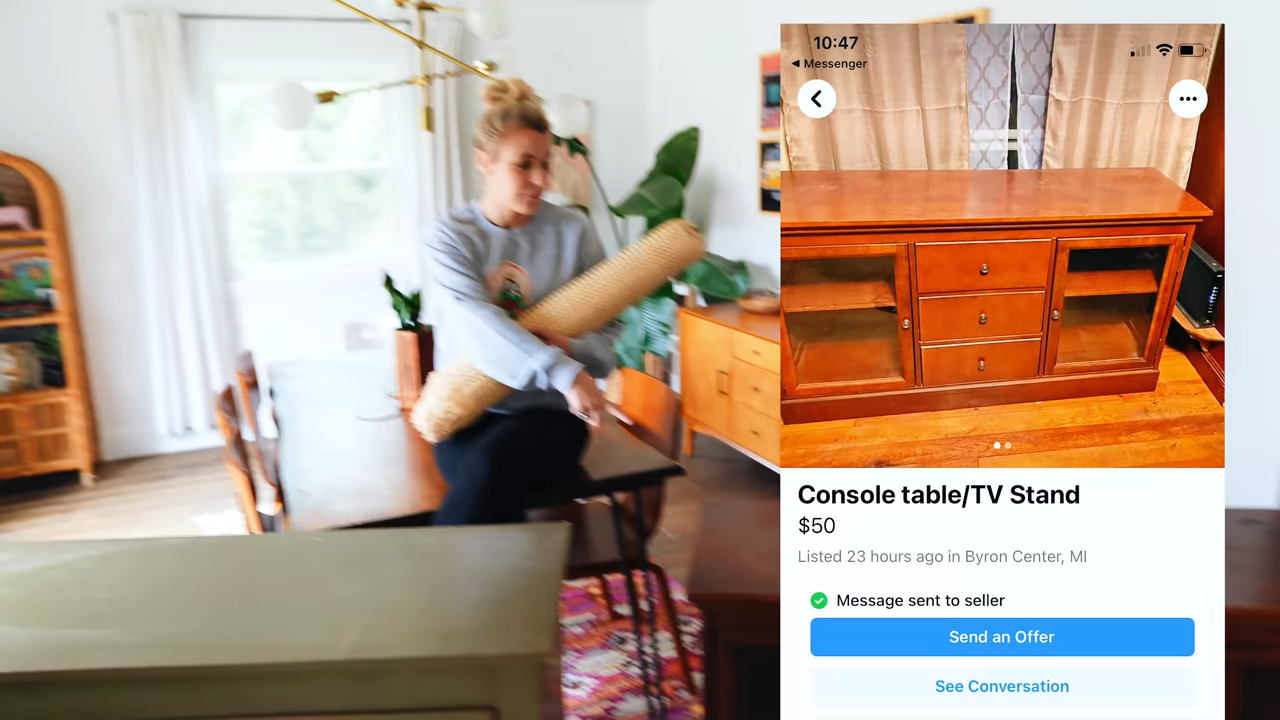 10:47
◀ Messenger
Console table/TV Stand
$50
Listed 23 hours ago in Byron Center, MI
Message sent to seller
Send an Offer
See Conversation